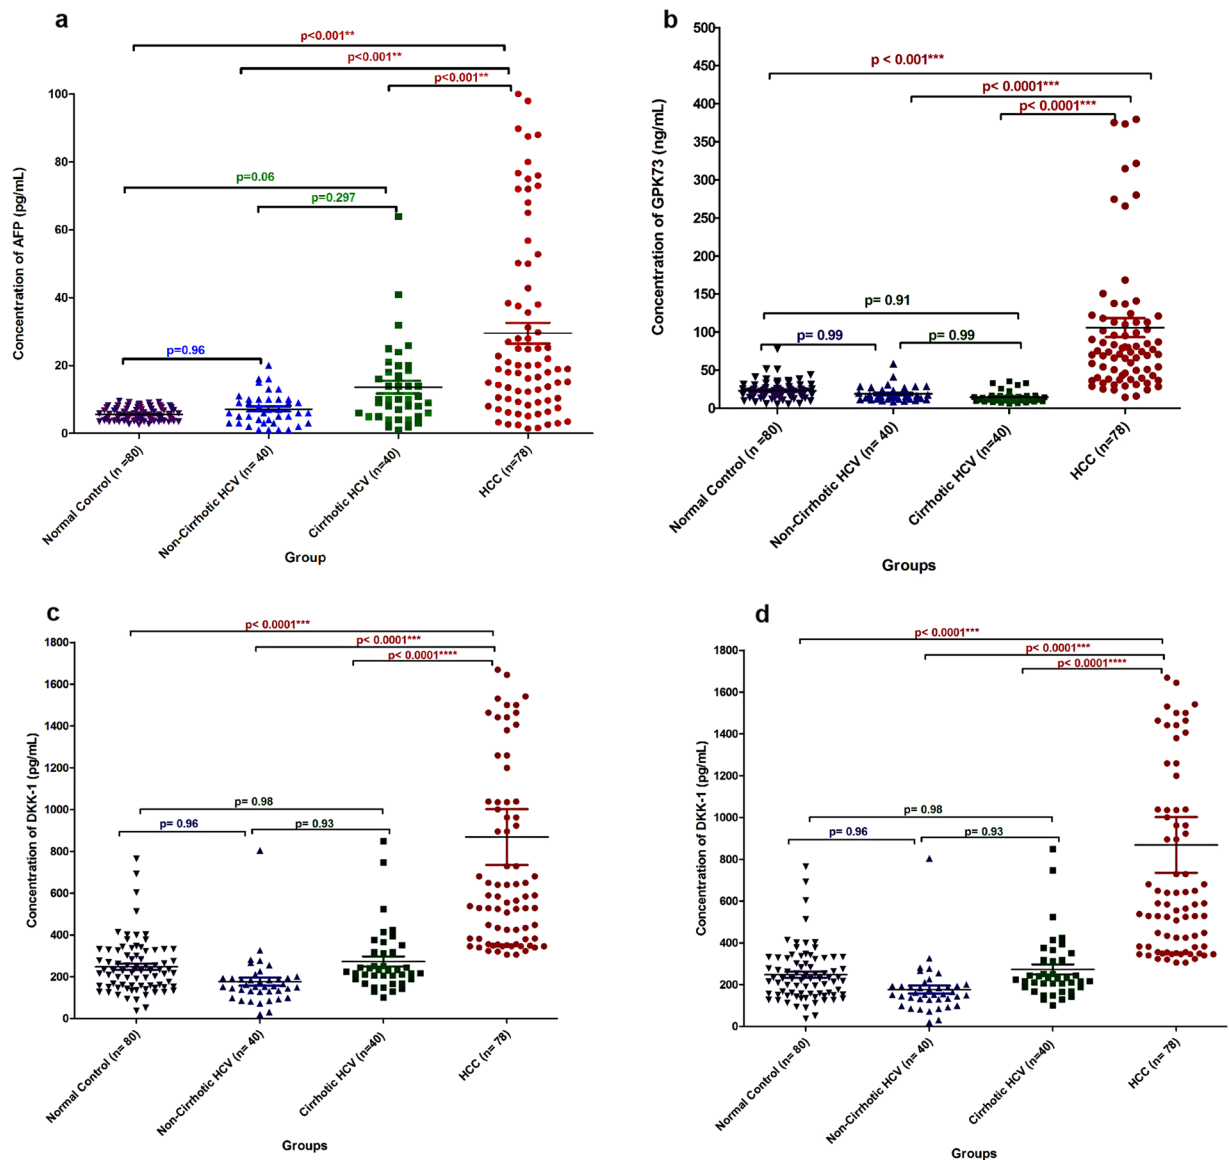 a
p<0.001**
p<0.001**
p<0.001**
Concentration of AFP (pg/mL)
100
80
60
40
20
0
p=0.06
p=0.297
p=0.96
Normal Control (n =80)
Non-Cirrhotic HCV (n= 40)
Cirrhotic HCV (n=40)
HCC (n=78)
Group
b
p < 0.001***
p< 0.0001***
p< 0.0001***
Concentration of GPK73 (ng/mL)
500
450
400
350
300
250
200
150
100
50
0
p= 0.91
p= 0.99
p= 0.99
Normal Control (n =80)
Non-Cirrhotic HCV (n= 40)
Cirrhotic HCV (n=40)
HCC (n=78)
Groups
c
p< 0.0001***
p< 0.0001***
p< 0.0001****
Concentration of DKK-1 (pg/mL)
1800
1600
1400
1200
1000
800
600
400
200
0
p= 0.98
p= 0.96
p= 0.93
Normal Control (n= 80)
Non-Cirrhotic HCV (n= 40)
Cirrhotic HCV (n=40)
HCC (n= 78)
Groups
d
p< 0.0001***
p< 0.0001***
p< 0.0001****
Concentration of DKK-1 (pg/mL)
1800
1600
1400
1200
1000
800
600
400
200
0
p= 0.98
p= 0.96
p= 0.93
Normal Control (n= 80)
Non-Cirrhotic HCV (n= 40)
Cirrhotic HCV (n=40)
HCC (n= 78)
Groups